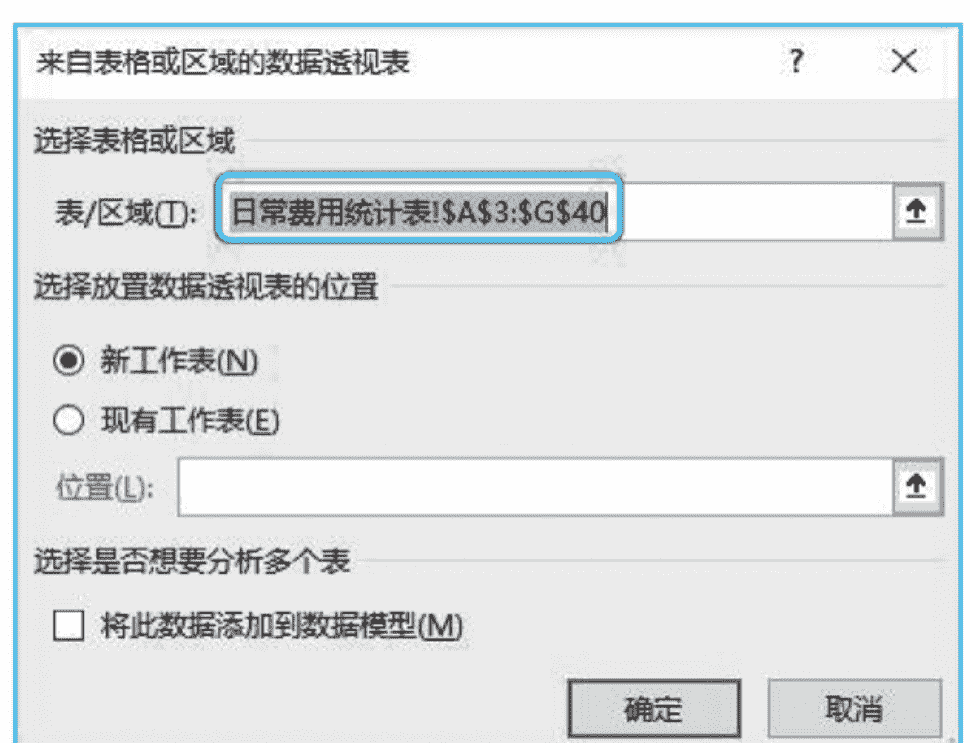 来自表格或区域的数据透视表 ?
选择表格或区域
表/区域(T): 日常费用统计表!$A$3:$G$40
选择放置数据透视表的位置
新工作表(N)
现有工作表(E)
位置(L):
选择是否想要分析多个表
将此数据添加到数据模型(M)
确定 取消